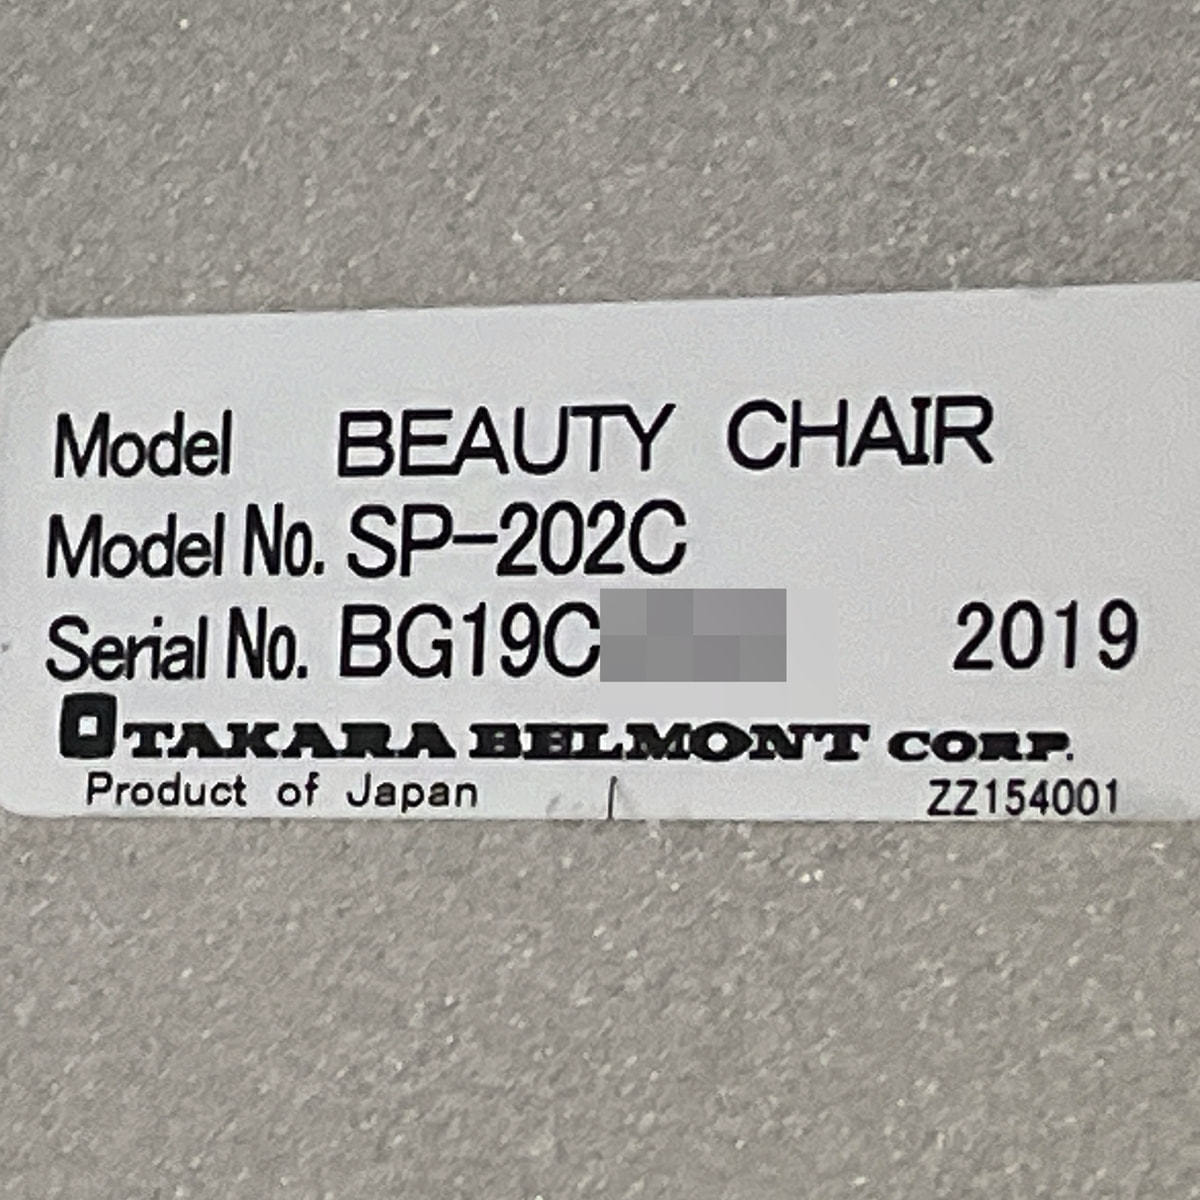 Model BEAUTY CHAIR
Model No. SP-202C
Serial No. BG19C 2019
TAKARA BELMONT CORP.
Product of Japan ZZ154001